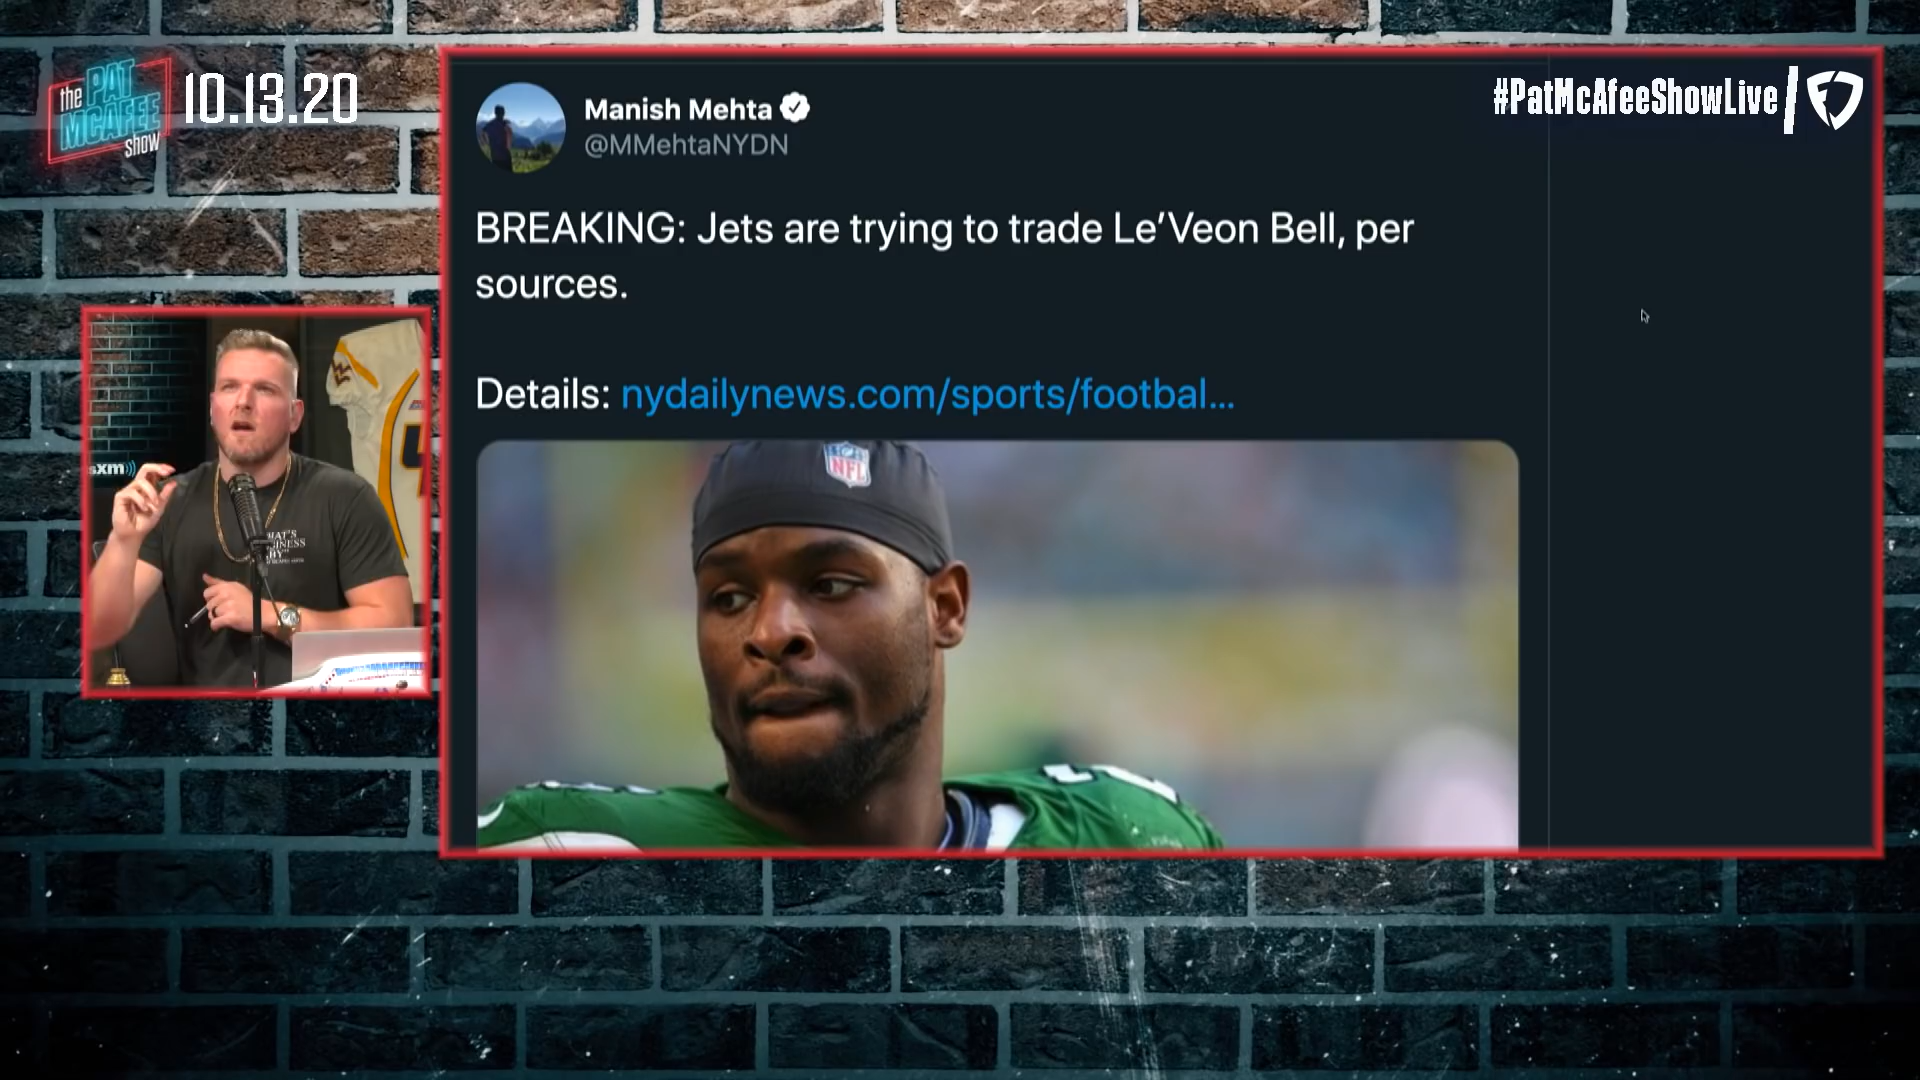 the
PAT
MCAFEE
show
10.13.20
#PatMcAfeeShowLive
Manish Mehta
@MMehtaNYDN
BREAKING: Jets are trying to trade Le’Veon Bell, per
sources.
Details: nydailynews.com/sports/footbal...
NFL
sxm